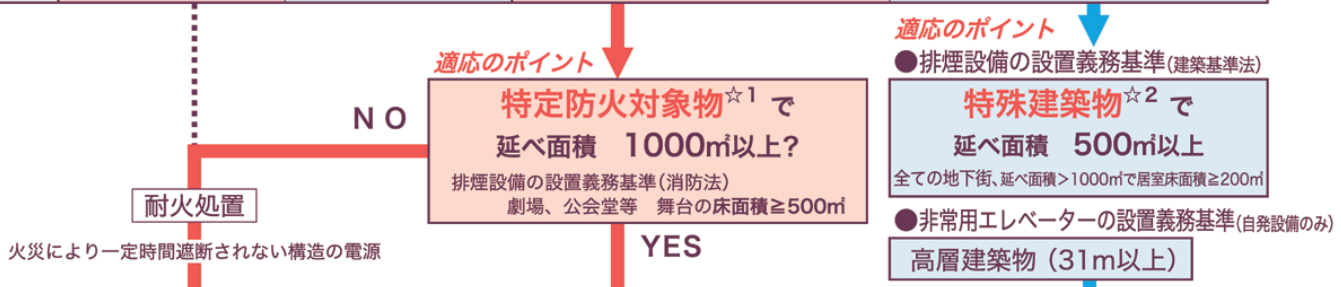 適応のポイント
特定防火対象物☆1 で
延べ面積 1000㎡以上?
排煙設備の設置義務基準(消防法)
劇場、公会堂等 舞台の床面積≧500㎡
NO
YES
耐火処置
火災により一定時間遮断されない構造の電源
適応のポイント
●排煙設備の設置義務基準(建築基準法)
特殊建築物☆2 で
延べ面積 500㎡以上
全ての地下街、延べ面積>1000㎡で居室床面積≧200㎡
●非常用エレベーターの設置義務基準(自発設備のみ)
高層建築物(31m以上)